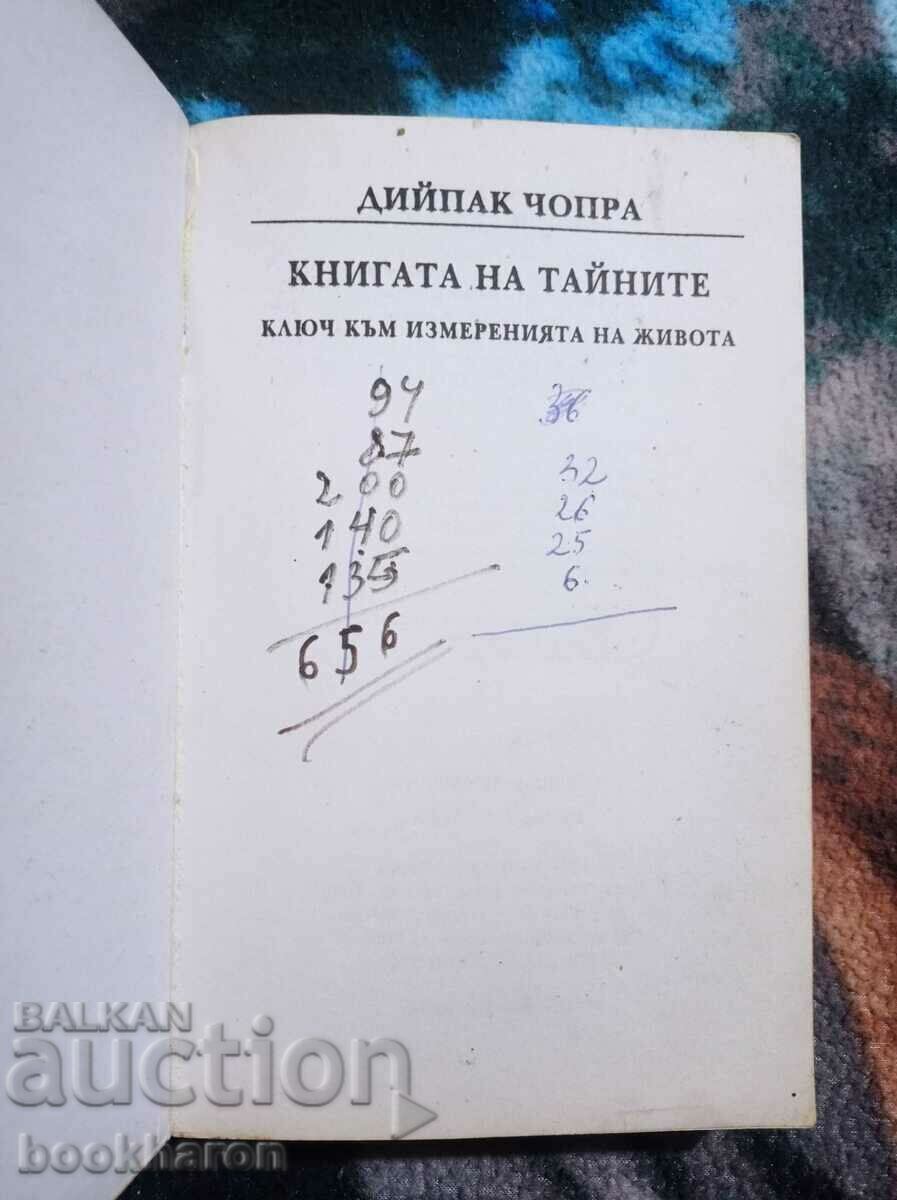 ДИЙПАК ЧОПРА
КНИГАТА НА ТАЙНИТЕ
КЛЮЧ КЪМ ИЗМЕРЕНИЯТА НА ЖИВОТА
94
87
200 32
140 26
135 25
6
656
BALKAN
auction
bookharon